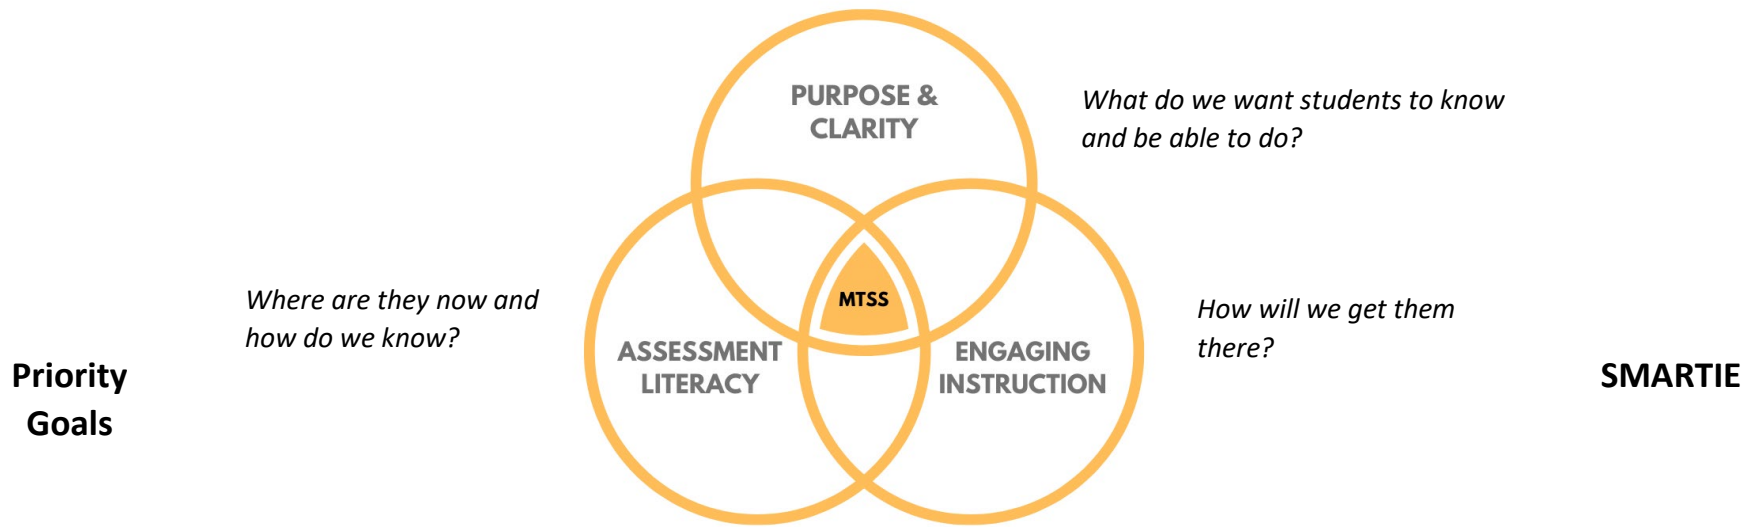 PURPOSE &
CLARITY
What do we want students to know
and be able to do?
Where are they now and
how do we know?
MTSS
How will we get them
there?
ASSESSMENT
LITERACY
ENGAGING
INSTRUCTION
Priority
Goals
SMARTIE